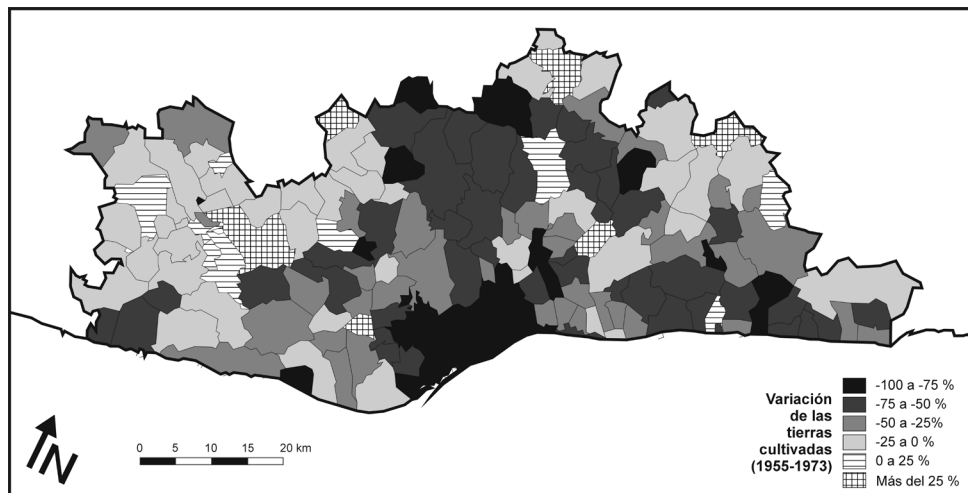 Variación
de las
tierras
cultivadas
(1955-1973)
-100 a -75 %
-75 a -50 %
-50 a -25%
-25 a 0 %
0 a 25 %
Más del 25 %
N
0 5 10 15 20 km